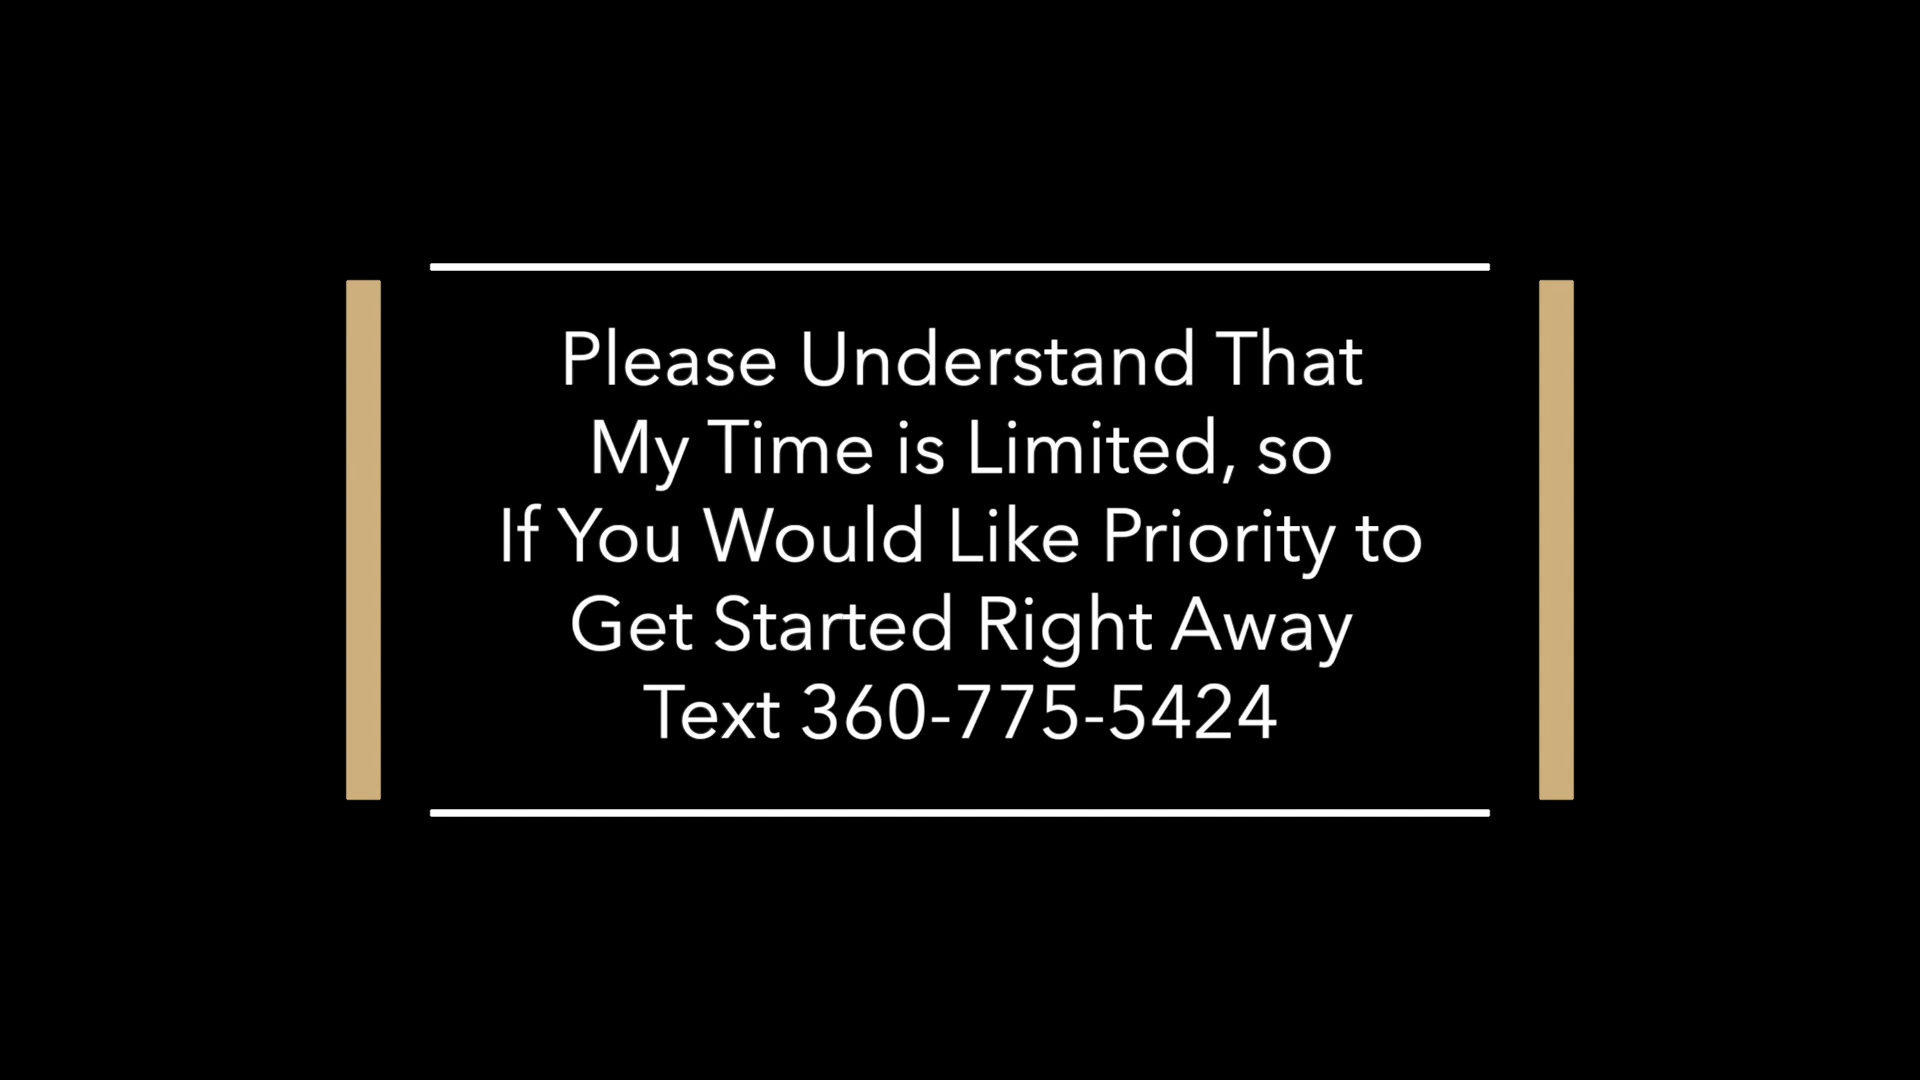 Please Understand That
My Time is Limited, so
If You Would Like Priority to
Get Started Right Away
Text 360-775-5424